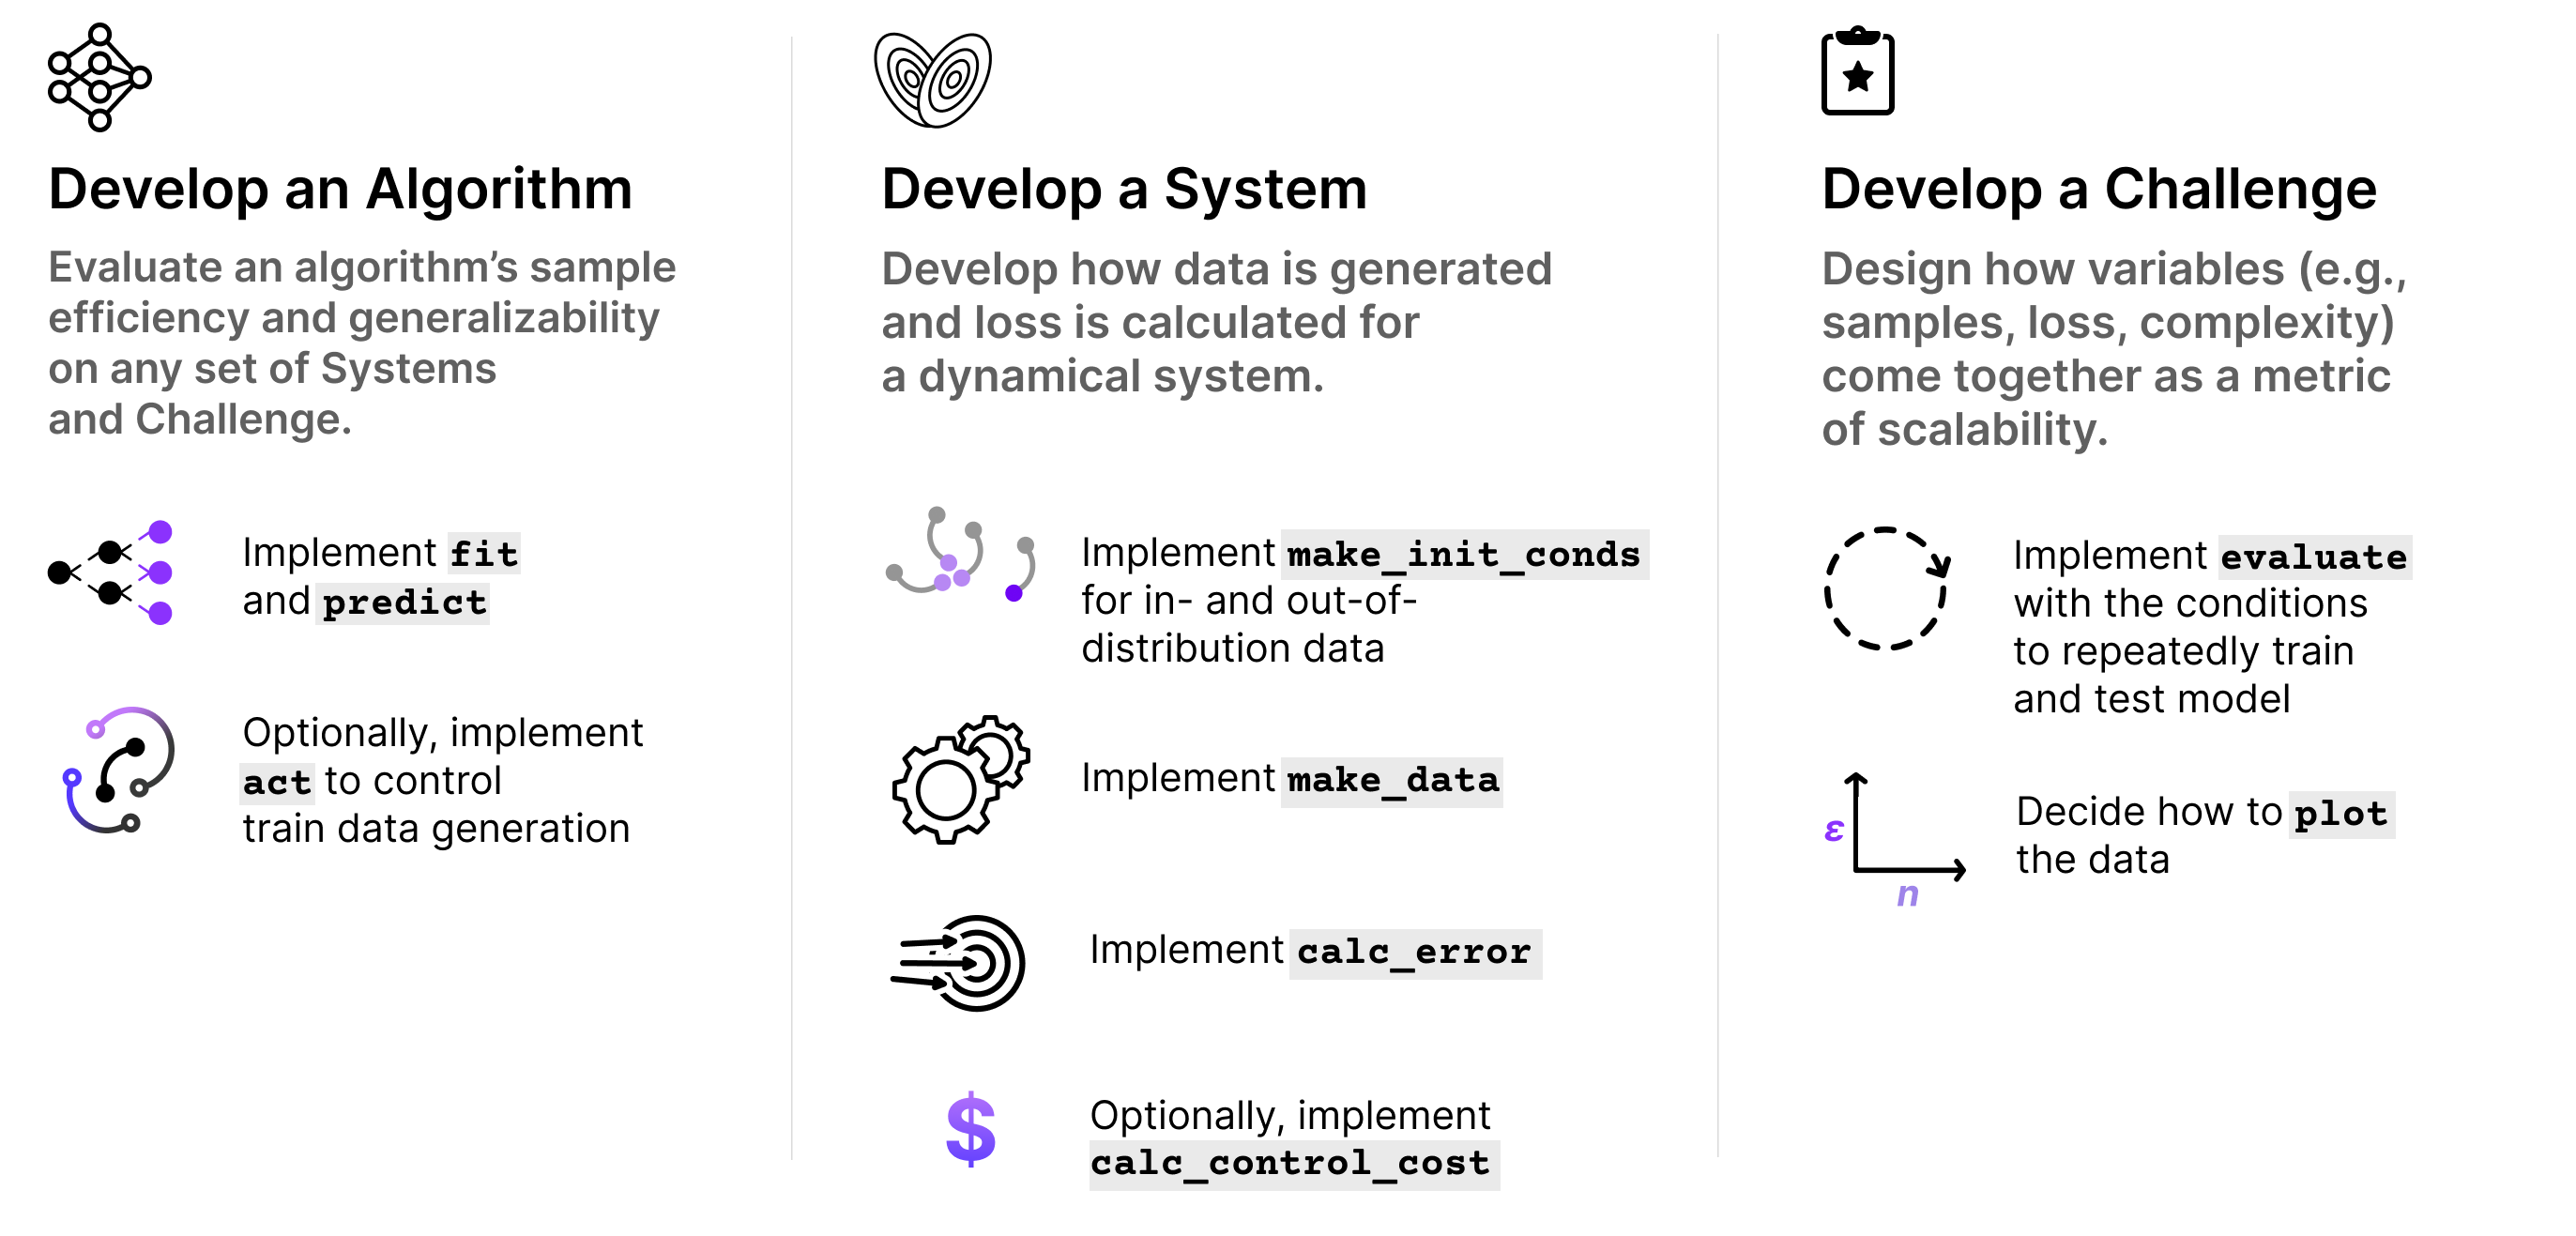 Develop an Algorithm
Evaluate an algorithm’s sample
efficiency and generalizability
on any set of Systems
and Challenge.
Implement fit
and predict
Optionally, implement
act to control
train data generation
Develop a System
Develop how data is generated
and loss is calculated for
a dynamical system.
Implement make_init_conds
for in- and out-of-
distribution data
Implement make_data
Implement calc_error
$
Optionally, implement
calc_control_cost
Develop a Challenge
Design how variables (e.g.,
samples, loss, complexity)
come together as a metric
of scalability.
Implement evaluate
with the conditions
to repeatedly train
and test model
ε
n
Decide how to plot
the data